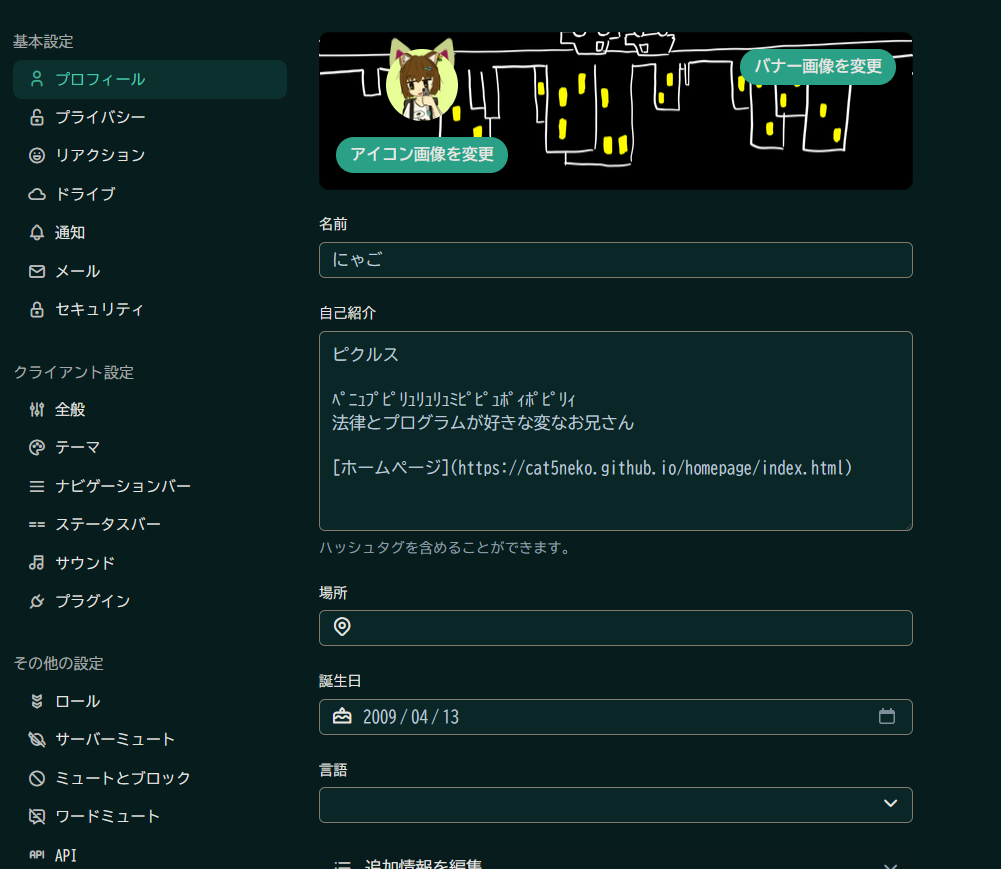 基本設定
プロフィール
プライバシー
リアクション
ドライブ
通知
メール
セキュリティ
クライアント設定
全般
テーマ
ナビゲーションバー
ステータスバー
サウンド
プラグイン
その他の設定
ロール
サーバーミュート
ミュートとブロック
ワードミュート
API API
バナー画像を変更
アイコン画像を変更
名前
にゃご
自己紹介
ピクルス
ﾍﾟﾆｭﾌﾟﾋﾟﾘｭﾘｭﾘｭﾐﾋﾟﾋﾟｭﾎﾟｨﾎﾟﾋﾟﾘｨ
法律とプログラムが好きな変なお兄さん
[ホームページ](https://cat5neko.github.io/homepage/index.html)
ハッシュタグを含めることができます。
場所
誕生日
2009/04/13
言語
追加情報を編集